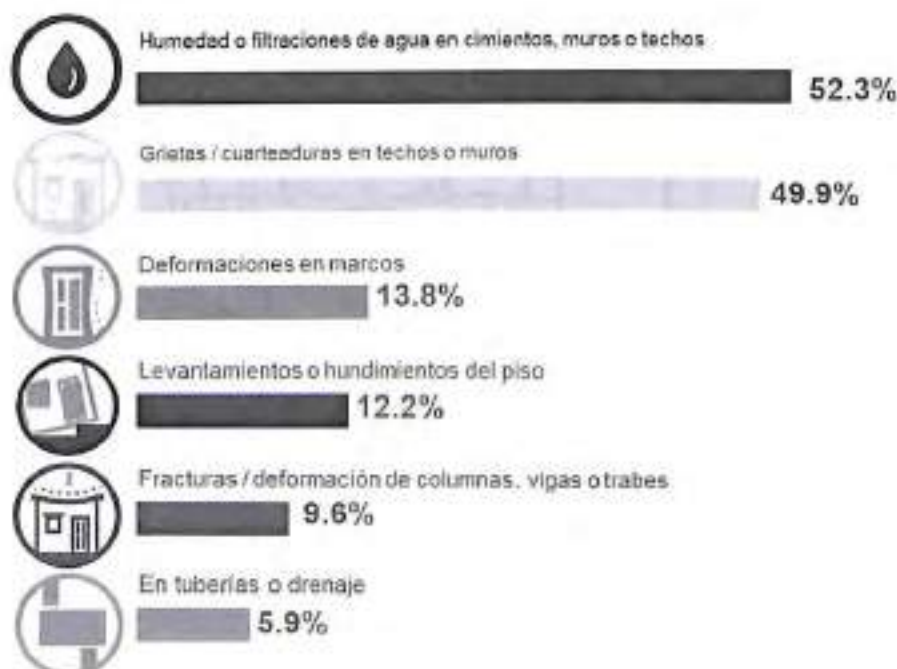 Humedad o filtraciones de agua en cimientos, muros o techos
52.3%
Grietas / cuarteaduras en techos o muros
49.9%
Deformaciones en marcos
13.8%
Levantamientos o hundimientos del piso
12.2%
Fracturas / deformación de columnas, vigas o trabes
9.6%
En tuberías o drenaje
5.9%